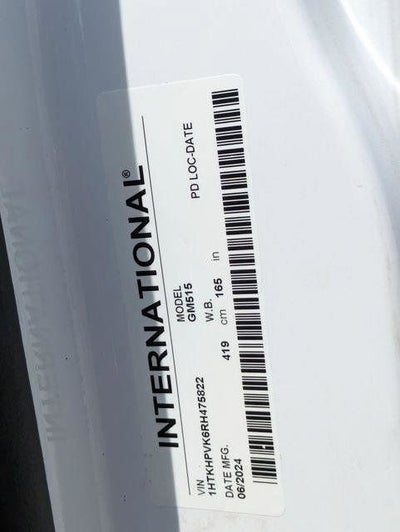 INTERNATIONAL®
VIN MODEL
1HTKHPVK6RH475822 GM515
DATE MFG. W.B. PD LOC-DATE
06/2024 419 cm 165 in